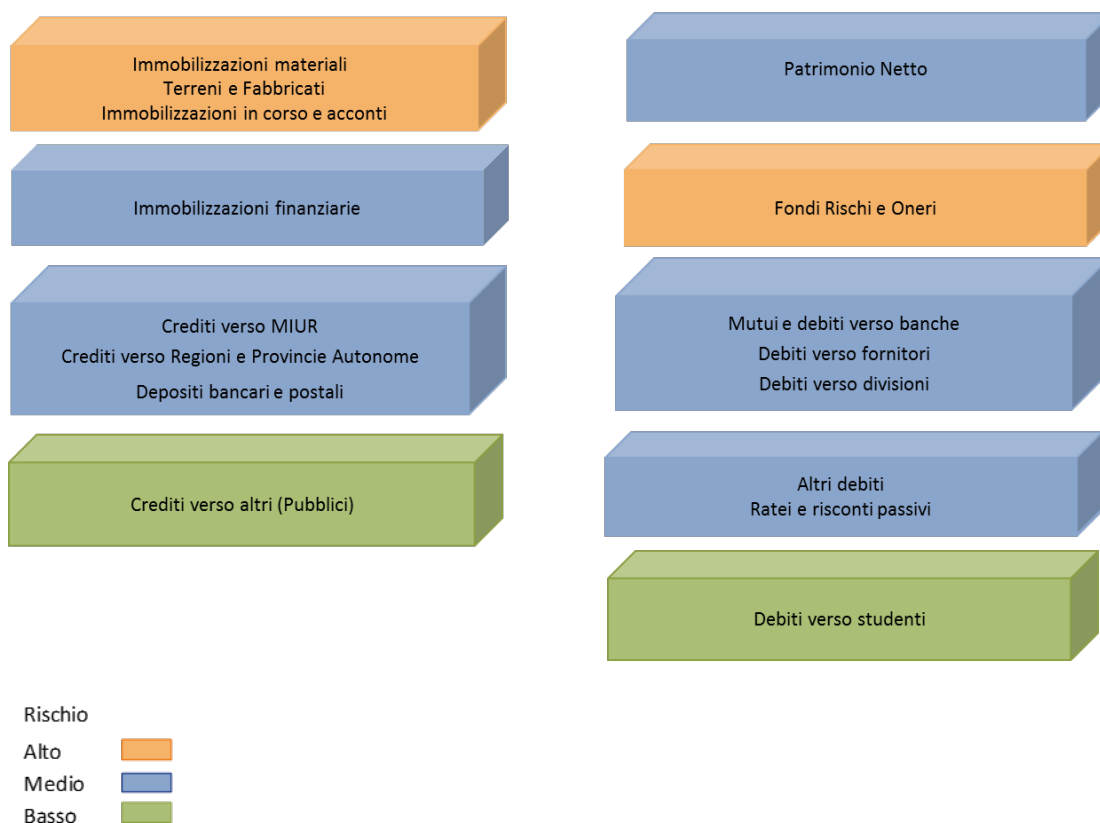 Immobilizzazioni materiali
Terreni e Fabbricati
Immobilizzazioni in corso e acconti
Immobilizzazioni finanziarie
Crediti verso MIUR
Crediti verso Regioni e Provincie Autonome
Depositi bancari e postali
Crediti verso altri (Pubblici)
Patrimonio Netto
Fondi Rischi e Oneri
Mutui e debiti verso banche
Debiti verso fornitori
Debiti verso divisioni
Altri debiti
Ratei e risconti passivi
Debiti verso studenti
Rischio
Alto
Medio
Basso